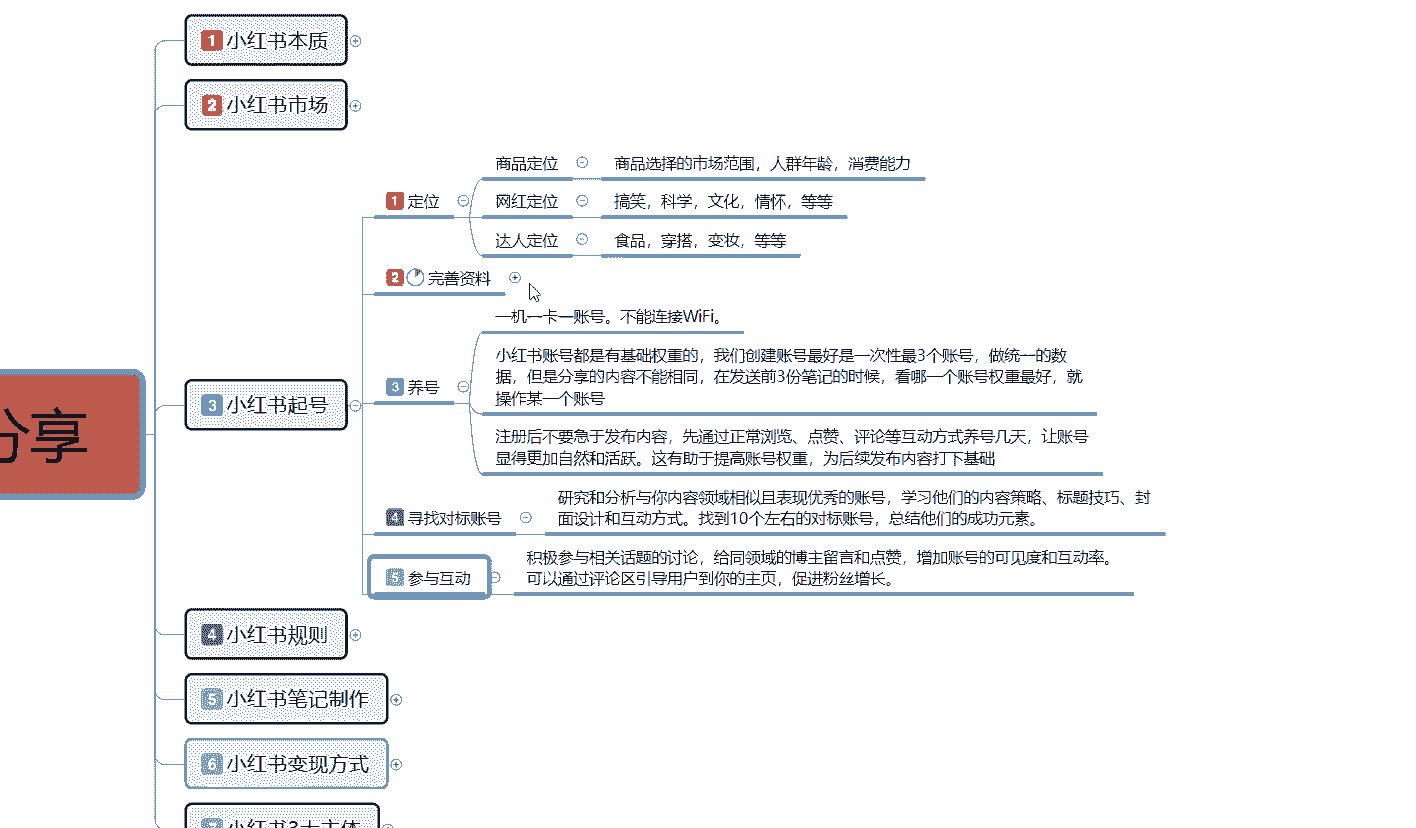 1 小红书本质
2 小红书市场
商品定位 商品选择的市场范围，人群年龄，消费能力
1 定位 网红定位 搞笑，科学，文化，情怀，等等
达人定位 食品，穿搭，变妆，等等
2 完善资料
一机一卡一账号。不能连接WiFi。
小红书账号都是有基础权重的，我们创建账号最好是一次性最3个账号，做统一的数
据，但是分享的内容不能相同，在发送前3份笔记的时候，看哪一个账号权重最好，就
操作某一个账号
3 养号
3 小红书起号
注册后不要急于发布内容，先通过正常浏览、点赞、评论等互动方式养号几天，让账号
显得更加自然和活跃。这有助于提高账号权重，为后续发布内容打下基础
分享
研究和分析与你内容领域相似且表现优秀的账号，学习他们的内容策略、标题技巧、封
面设计和互动方式。找到10个左右的对标账号，总结他们的成功元素。
4 寻找对标账号
积极参与相关话题的讨论，给同领域的博主留言和点赞，增加账号的可见度和互动率。
可以通过评论区引导用户到你的主页，促进粉丝增长。
5 参与互动
4 小红书规则
5 小红书笔记制作
6 小红书变现方式
7 小红书3大主体